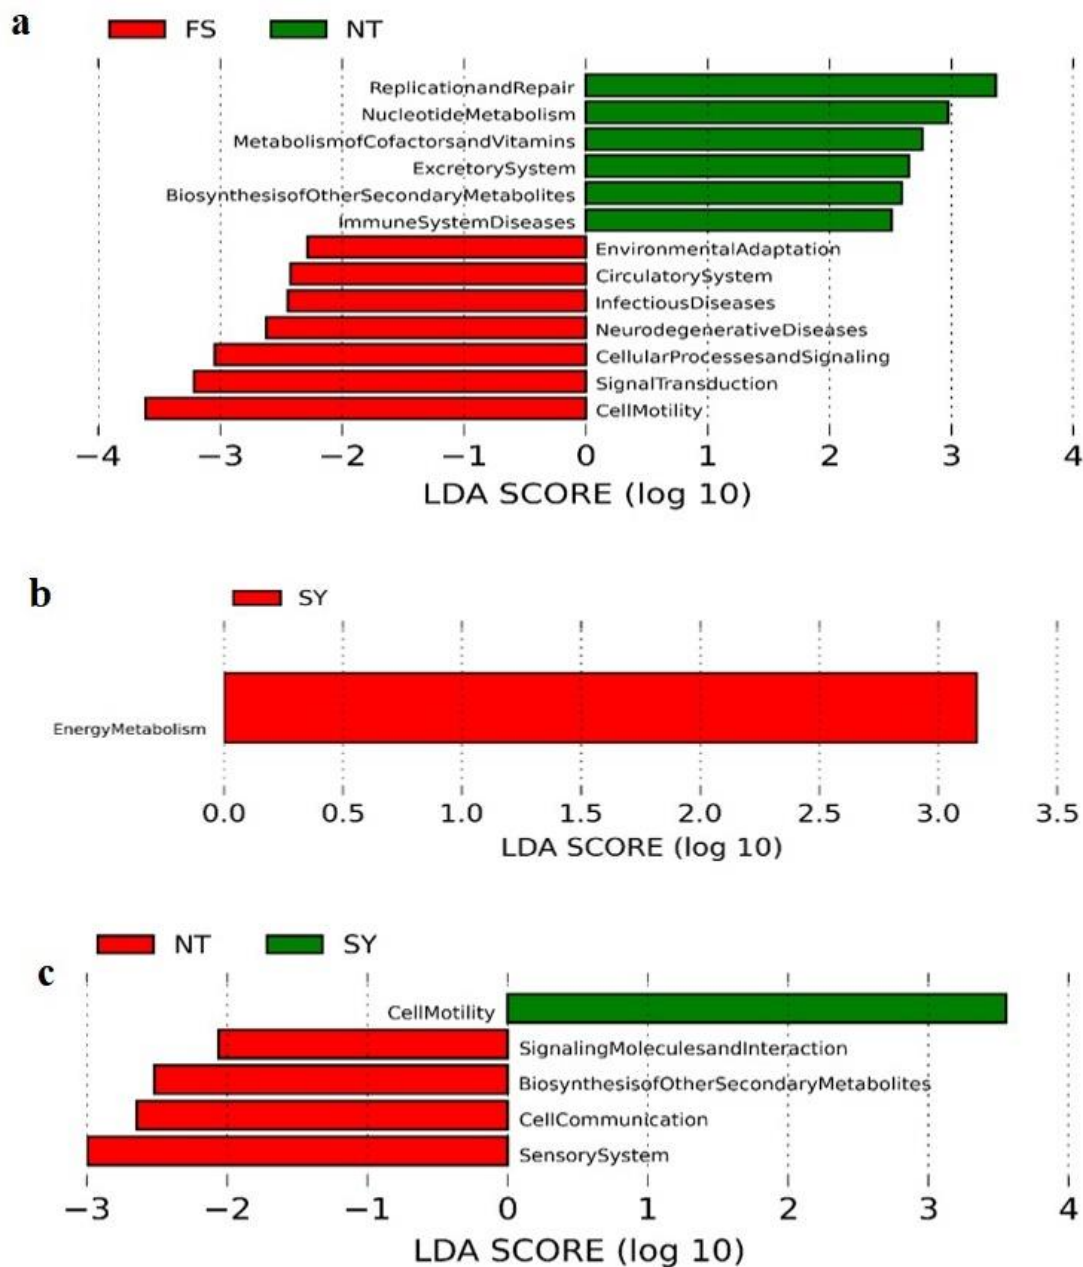 a
FS NT
ReplicationandRepair
NucleotideMetabolism
MetabolismofCofactorsandVitamins
ExcretorySystem
BiosynthesisofOtherSecondaryMetabolites
ImmuneSystemDiseases
EnvironmentalAdaptation
CirculatorySystem
InfectiousDiseases
NeurodegenerativeDiseases
CellularProcessesandSignaling
SignalTransduction
CellMotility
−4 −3 −2 −1 0 1 2 3 4
LDA SCORE (log 10)
b
SY
EnergyMetabolism
0.0 0.5 1.0 1.5 2.0 2.5 3.0 3.5
LDA SCORE (log 10)
NT SY
c
CellMotility
SignalingMoleculesandInteraction
BiosynthesisofOtherSecondaryMetabolites
CellCommunication
SensorySystem
−3 −2 −1 0 1 2 3 4
LDA SCORE (log 10)